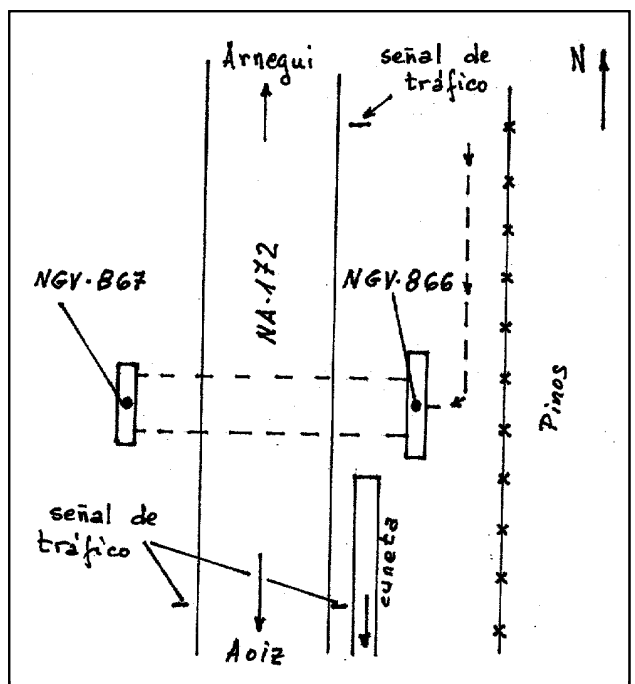 Arnegui
señal de
tráfico
N
NA-172
NGV-867
NGV-866
Pinos
señal de
tráfico
cuneta
Aoiz